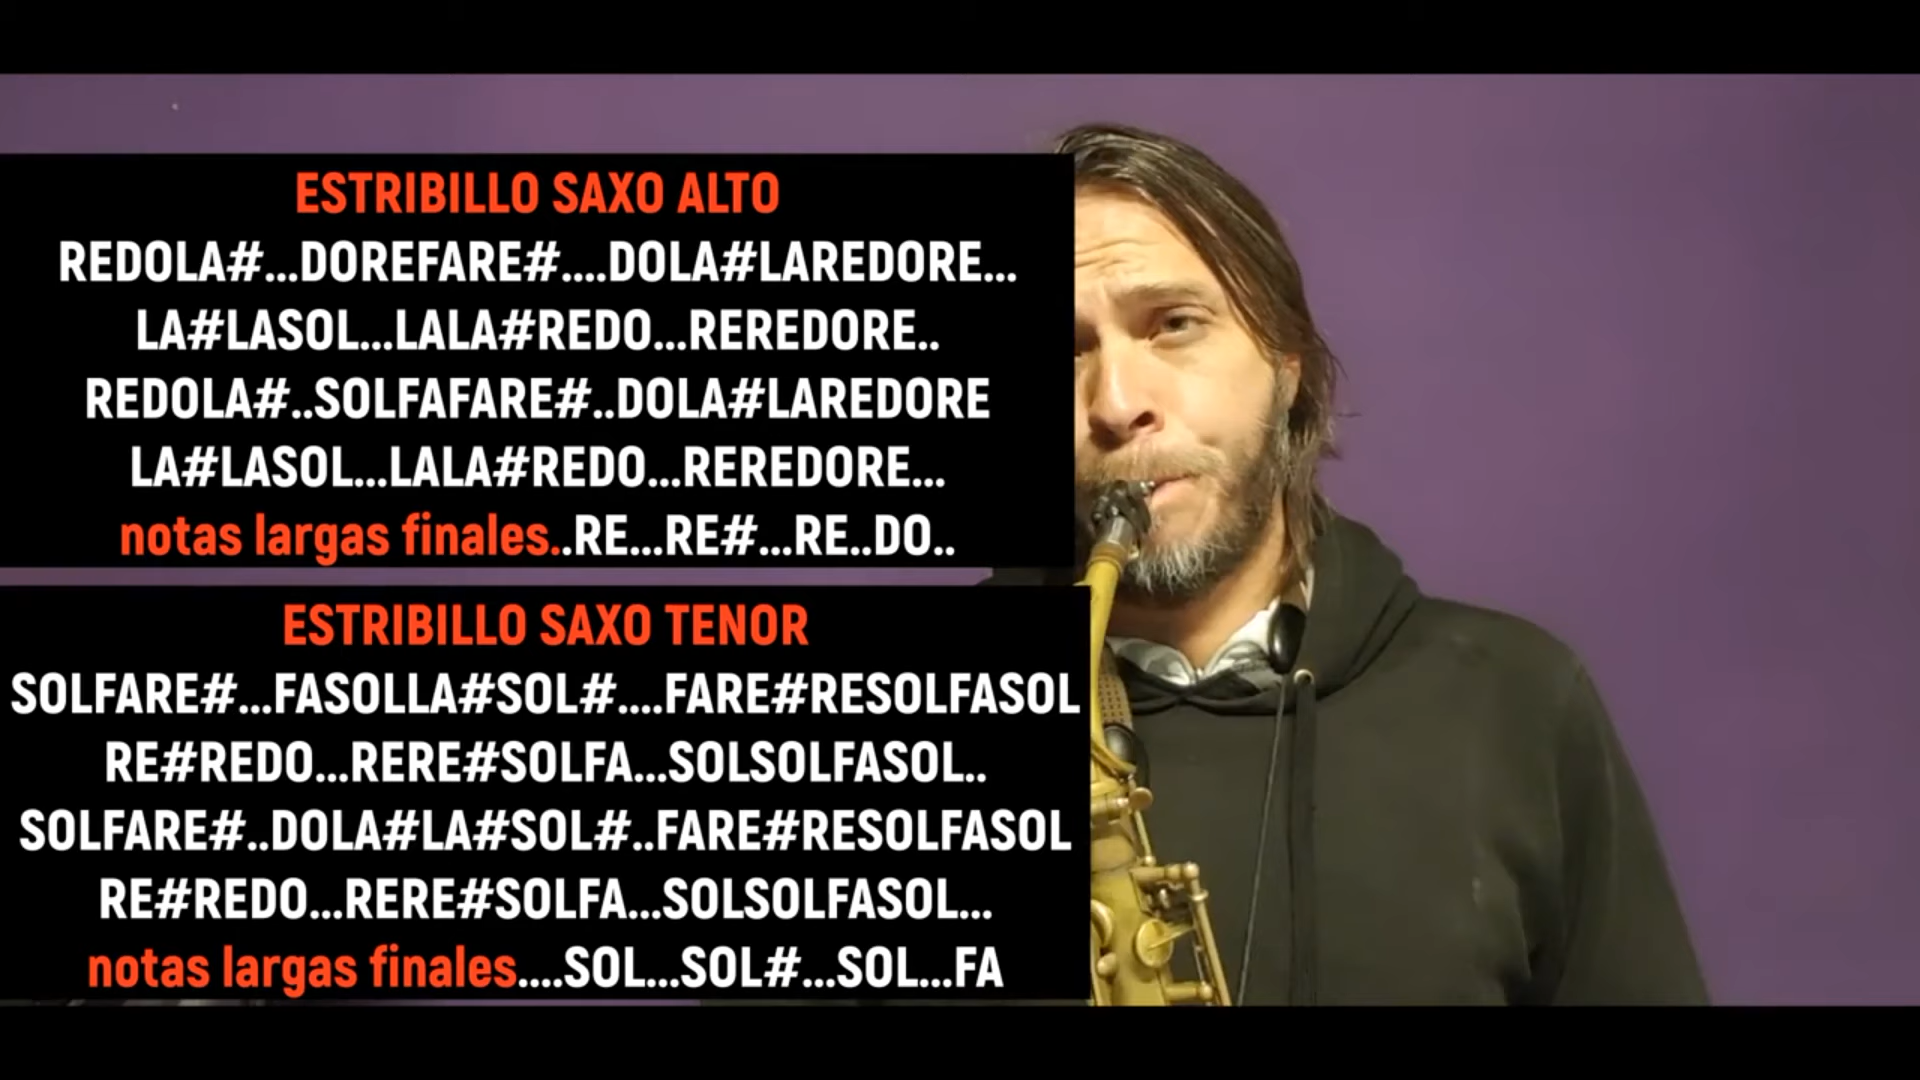 ESTRIBILLO SAXO ALTO
REDOLA#...DOREFARE#....DOLA#LAREDORE...
LA#LASOL...LALA#REDO...REREDORE..
REDOLA#..SOLFAFARE#..DOLA#LAREDORE
LA#LASOL...LALA#REDO...REREDORE...
notas largas finales..RE...RE#...RE..DO..
ESTRIBILLO SAXO TENOR
SOLFARE#...FASOLLA#SOL#....FARE#RESOLFASOL
RE#REDO...RERE#SOLFA...SOLSOLFASOL..
SOLFARE#..DOLA#LA#SOL#..FARE#RESOLFASOL
RE#REDO...RERE#SOLFA...SOLSOLFASOL...
notas largas finales....SOL...SOL#...SOL...FA